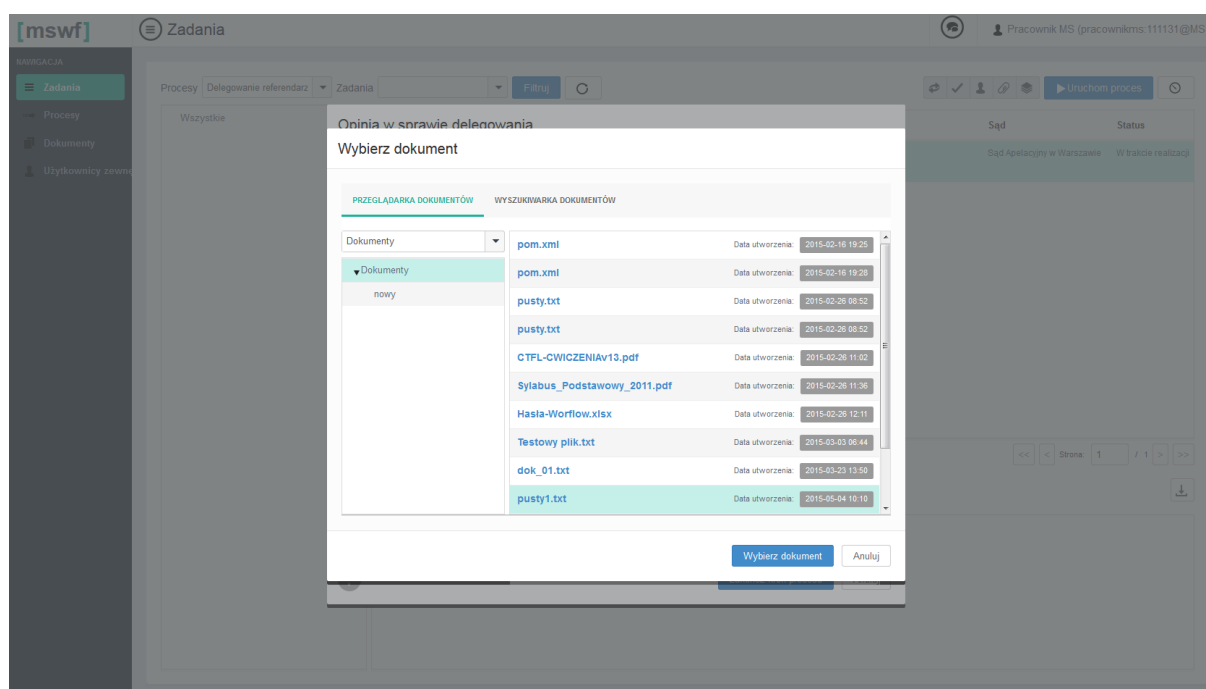 [mswf]
Zadania
Pracownik MS (pracownikms:111131@MS
NAWIGACJA
Zadania
Procesy
Dokumenty
Użytkownicy zewnę
Procesy Delegowanie referendarz Zadania Filtruj Uruchom proces
Wszystkie
Opinia w sprawie delegowania
Sąd Status
Sąd Apelacyjny w Warszawie W trakcie realizacji
Wybierz dokument
PRZEGLĄDARKA DOKUMENTÓW WYSZUKIWARKA DOKUMENTÓW
Dokumenty
Dokumenty
nowy
pom.xml Data utworzenia: 2015-02-16 19:25
pom.xml Data utworzenia: 2015-02-16 19:28
pusty.txt Data utworzenia: 2015-02-26 08:52
pusty.txt Data utworzenia: 2015-02-26 08:52
CTFL-CWICZENIAv13.pdf Data utworzenia: 2015-02-26 11:02
Sylabus_Podstawowy_2011.pdf Data utworzenia: 2015-02-26 11:36
Hasła-Worflow.xlsx Data utworzenia: 2015-02-26 12:11
Testowy plik.txt Data utworzenia: 2015-03-03 06:44
dok_01.txt Data utworzenia: 2015-03-23 13:50
pusty1.txt Data utworzenia: 2015-05-04 10:10
<< < Strona 1 / 1 > >>
Wybierz dokument Anuluj